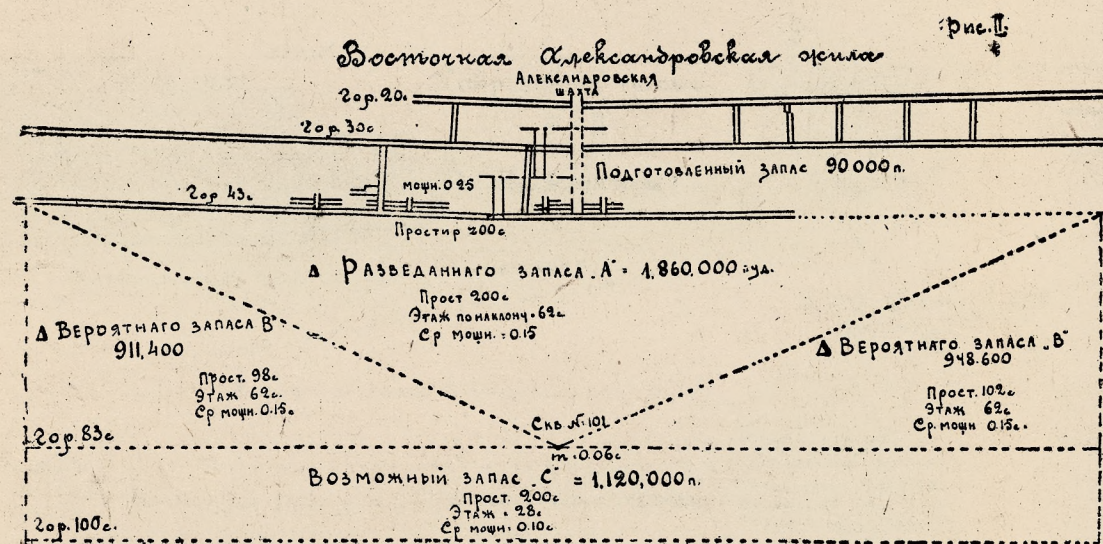 Рис. II.
Восточная Александровская жила
Александровская
шахта
Гор. 20с
Гор. 30с
Подготовленный запас 90000п.
мощн. 0.25
Гор 43с
Простир 200с
Δ Разведаннаго запаса „А“ = 1.860.000 пуд.
Прост 200с
Этаж по наклону = 62с
Ср мощн. = 0.15
Δ Вероятнаго запаса В“
911,400
Прост. 98с
Этаж 62с.
Ср мощн. 0.15с
Δ Вероятнаго запаса „В“
948.600
Прост. 102с
Этаж 62с
Ср. мощн 0.15с.
Скв №: 101
Гор. 83с
m = 0.06с
Возможный запас „С“ = 1,120,000 п.
Прост. 200с
Этаж = 28с
Ср мощн: 0.10с
Гор. 100с.